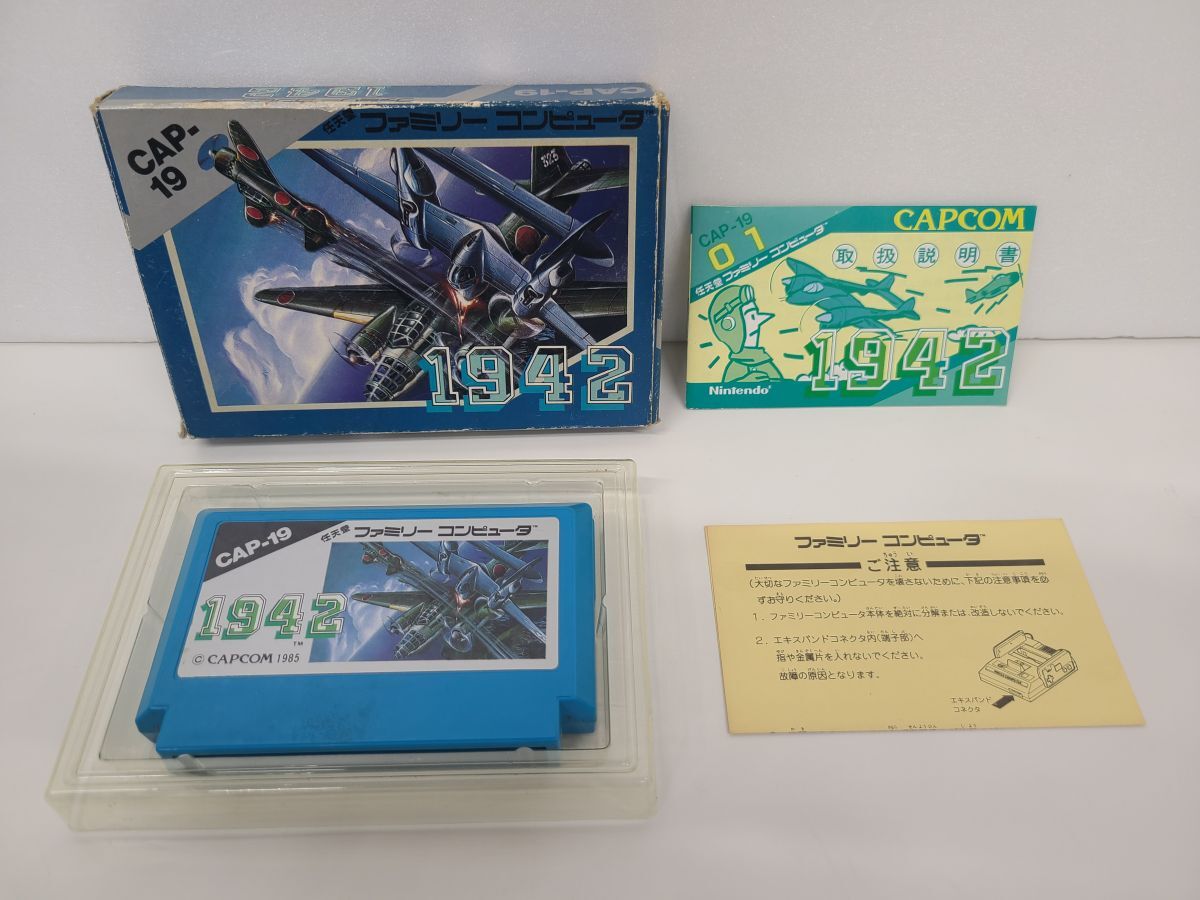 1942
CAP-19
CAP-
19
任天堂 ファミリー コンピュータ™
325
1942
CAPCOM
CAP-19
01
任天堂 ファミリー コンピュータ
取扱説明書
1942
Nintendo
CAP-19
任天堂 ファミリー コンピュータ™
1942™
© CAPCOM 1985
ファミリー コンピュータ™
ご注意
(大切なファミリーコンピュータを壊さないために、下記の注意事項を必
ずお守りください。)
1. ファミリーコンピュータ本体を絶対に分解または、改造しないでください。
2. エキスパンドコネクタ内(端子部)へ
指や金属片を入れないでください。
故障の原因となります。
エキスパンド
コネクタ